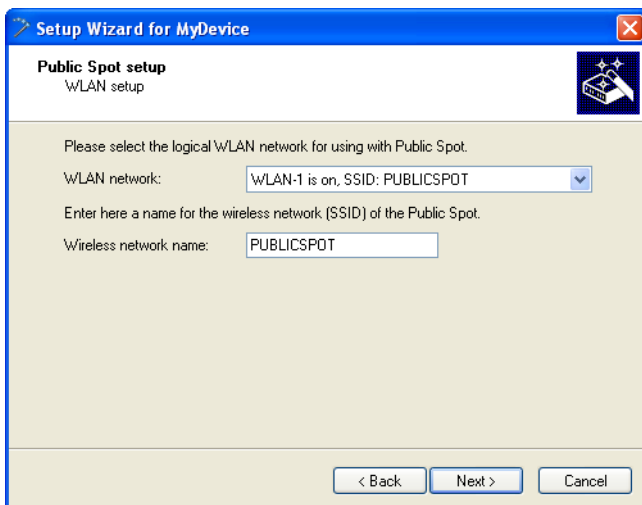 Setup Wizard for MyDevice
Public Spot setup
WLAN setup
Please select the logical WLAN network for using with Public Spot.
WLAN network: WLAN-1 is on, SSID: PUBLICSPOT
Enter here a name for the wireless network (SSID) of the Public Spot.
Wireless network name: PUBLICSPOT
< Back Next > Cancel